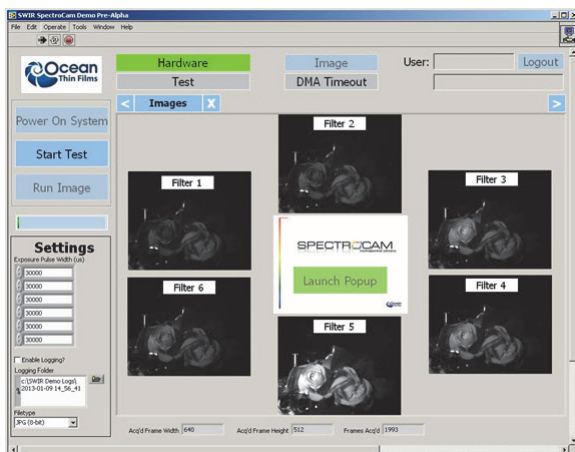 SWIR SpectroCam Demo Pre-Alpha
File Edit Operate Tools Window Help
Ocean
Thin Films
Hardware
Image
User:
Logout
Test
DMA Timeout
< Images X >
Power On System
Start Test
Run Image
Filter 2
Filter 1
Filter 3
SPECTROCAM
Launch Popup
Filter 6
Filter 4
Filter 5
Settings
Exposure Pulse Width (us)
30000
30000
30000
30000
30000
30000
Enable Logging?
Logging Folder
c:\SWIR Demo Logs\
2013-01-09 14_56_41
Filetype
JPG (8-bit)
Acq'd Frame Width 640 Acq'd Frame Height 512 Frames Acq'd 1993